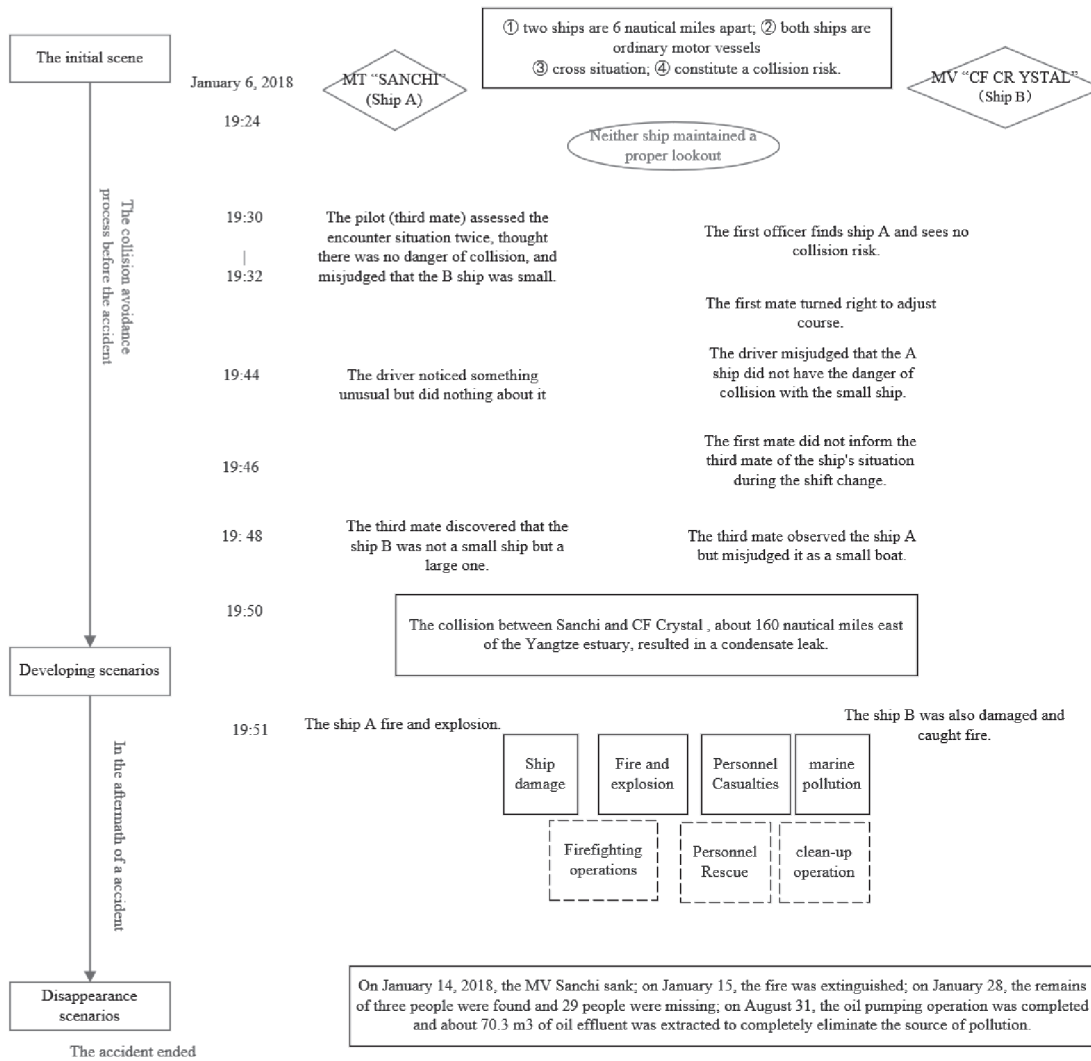 The initial scene
① two ships are 6 nautical miles apart; ② both ships are
ordinary motor vessels
③ cross situation; ④ constitute a collision risk.
January 6, 2018
MT “SANCHI”
(Ship A)
MV “CF CR YSTAL”
(Ship B)
19:24
Neither ship maintained a
proper lookout
The collision avoidance
process before the accident
19:30
|
19:32
The pilot (third mate) assessed the
encounter situation twice, thought
there was no danger of collision, and
misjudged that the B ship was small.
The first officer finds ship A and sees no
collision risk.
The first mate turned right to adjust
course.
19:44
The driver noticed something
unusual but did nothing about it
The driver misjudged that the A
ship did not have the danger of
collision with the small ship.
19:46
The first mate did not inform the
third mate of the ship's situation
during the shift change.
19: 48
The third mate discovered that the
ship B was not a small ship but a
large one.
The third mate observed the ship A
but misjudged it as a small boat.
19:50
The collision between Sanchi and CF Crystal , about 160 nautical miles east
of the Yangtze estuary, resulted in a condensate leak.
Developing scenarios
19:51
The ship A fire and explosion.
The ship B was also damaged and
caught fire.
In the aftermath of a accident
Ship
damage
Fire and
explosion
Personnel
Casualties
marine
pollution
Firefighting
operations
Personnel
Rescue
clean-up
operation
Disappearance
scenarios
On January 14, 2018, the MV Sanchi sank; on January 15, the fire was extinguished; on January 28, the remains
of three people were found and 29 people were missing; on August 31, the oil pumping operation was completed
and about 70.3 m3 of oil effluent was extracted to completely eliminate the source of pollution.
The accident ended